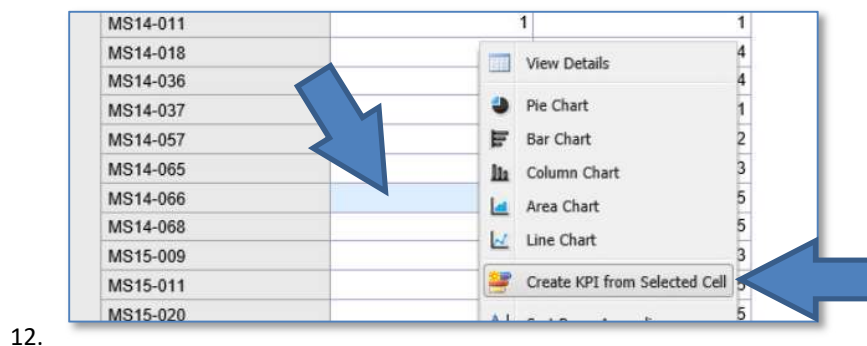 MS14-011 1 1
MS14-018 4
View Details
MS14-036 4
MS14-037 Pie Chart 1
MS14-057 Bar Chart 2
MS14-065 Column Chart 3
MS14-066 5
Area Chart
MS14-068 5
Line Chart
MS15-009 3
MS15-011 Create KPI from Selected Cell
MS15-020 5
12.